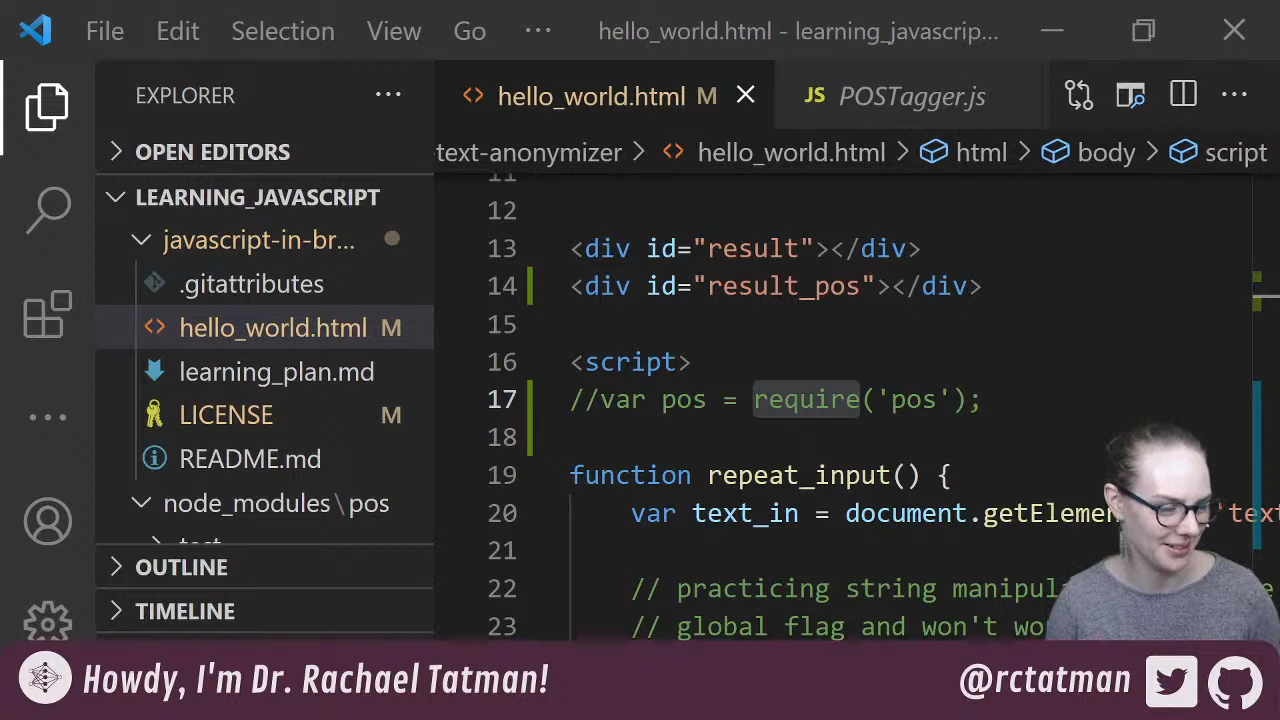 File Edit Selection View Go ··· hello_world.html - learning_javascrip...
EXPLORER ···
hello_world.html M
JS POSTagger.js
OPEN EDITORS
text-anonymizer > hello_world.html > html > body > script
LEARNING_JAVASCRIPT
javascript-in-br...
.gitattributes
hello_world.html M
learning_plan.md
LICENSE M
README.md
node_modules\pos
OUTLINE
TIMELINE
11
12
13 <div id="result"></div>
14 <div id="result_pos"></div>
15
16 <script>
17 //var pos = require('pos');
18
19 function repeat_input() {
20 var text_in = document.getElemen 'text
21
22 // practicing string manipula
23 // global flag and won't wo
Howdy, I'm Dr. Rachael Tatman!
@rctatman